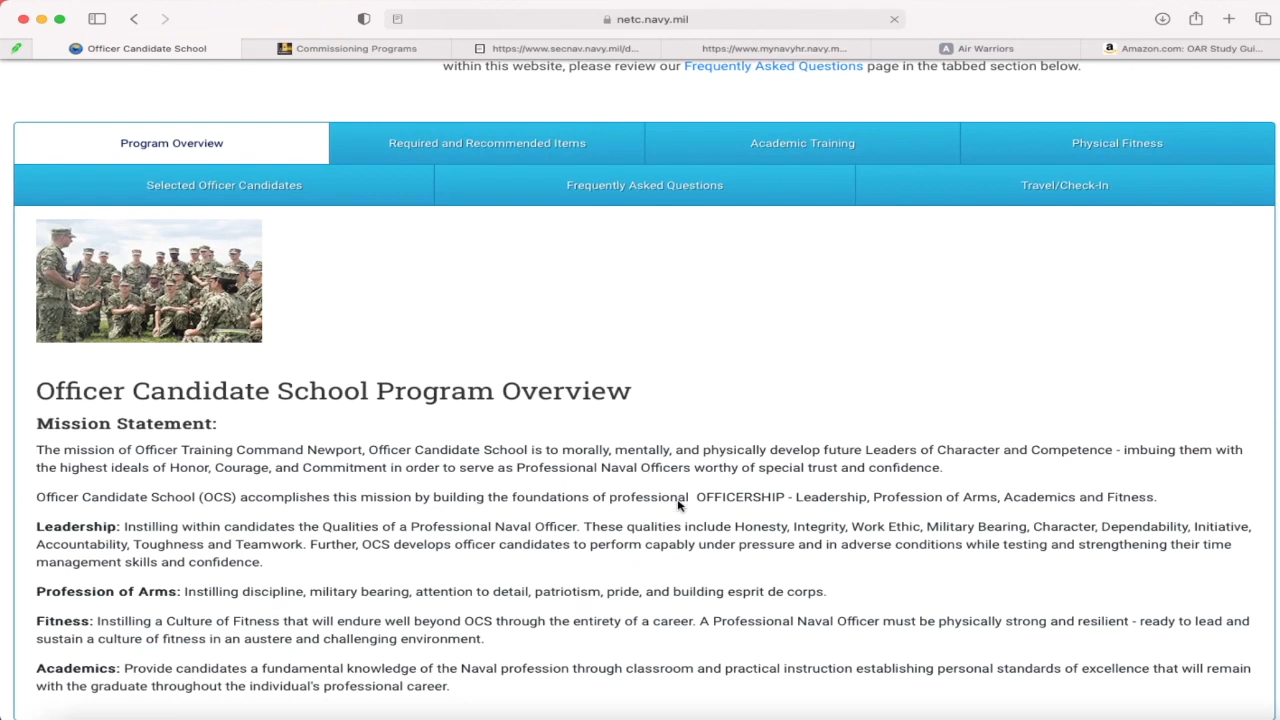 netc.navy.mil
Officer Candidate School
Commissioning Programs
https://www.secnav.navy.mil/d...
https://www.mynavyhr.navy.m...
A Air Warriors
a Amazon.com: OAR Study Gui...
within this website, please review our Frequently Asked Questions page in the tabbed section below.
Program Overview
Required and Recommended Items
Academic Training
Physical Fitness
Selected Officer Candidates
Frequently Asked Questions
Travel/Check-In
Officer Candidate School Program Overview
Mission Statement:
The mission of Officer Training Command Newport, Officer Candidate School is to morally, mentally, and physically develop future Leaders of Character and Competence - imbuing them with
the highest ideals of Honor, Courage, and Commitment in order to serve as Professional Naval Officers worthy of special trust and confidence.
Officer Candidate School (OCS) accomplishes this mission by building the foundations of professional  OFFICERSHIP - Leadership, Profession of Arms, Academics and Fitness.
Leadership: Instilling within candidates the Qualities of a Professional Naval Officer. These qualities include Honesty, Integrity, Work Ethic, Military Bearing, Character, Dependability, Initiative,
Accountability, Toughness and Teamwork. Further, OCS develops officer candidates to perform capably under pressure and in adverse conditions while testing and strengthening their time
management skills and confidence.
Profession of Arms: Instilling discipline, military bearing, attention to detail, patriotism, pride, and building esprit de corps.
Fitness: Instilling a Culture of Fitness that will endure well beyond OCS through the entirety of a career. A Professional Naval Officer must be physically strong and resilient - ready to lead and
sustain a culture of fitness in an austere and challenging environment.
Academics: Provide candidates a fundamental knowledge of the Naval profession through classroom and practical instruction establishing personal standards of excellence that will remain
with the graduate throughout the individual's professional career.